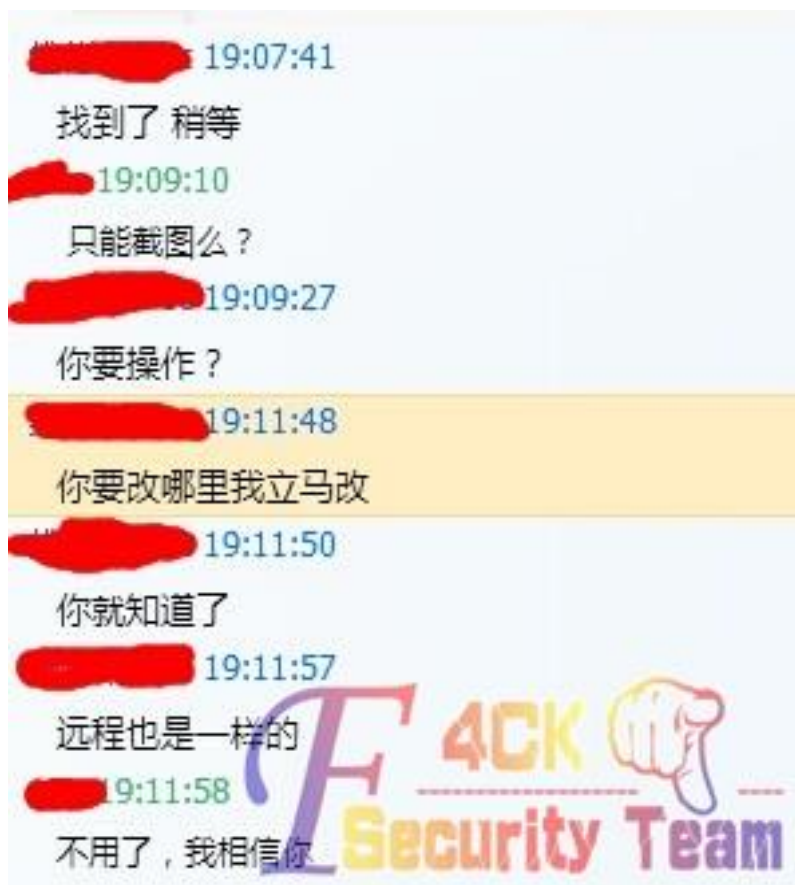 19:07:41
找到了 稍等
19:09:10
只能截图么？
19:09:27
你要操作？
19:11:48
你要改哪里我立马改
19:11:50
你就知道了
19:11:57
远程也是一样的
19:11:58
不用了，我相信你
F4CK
Security Team